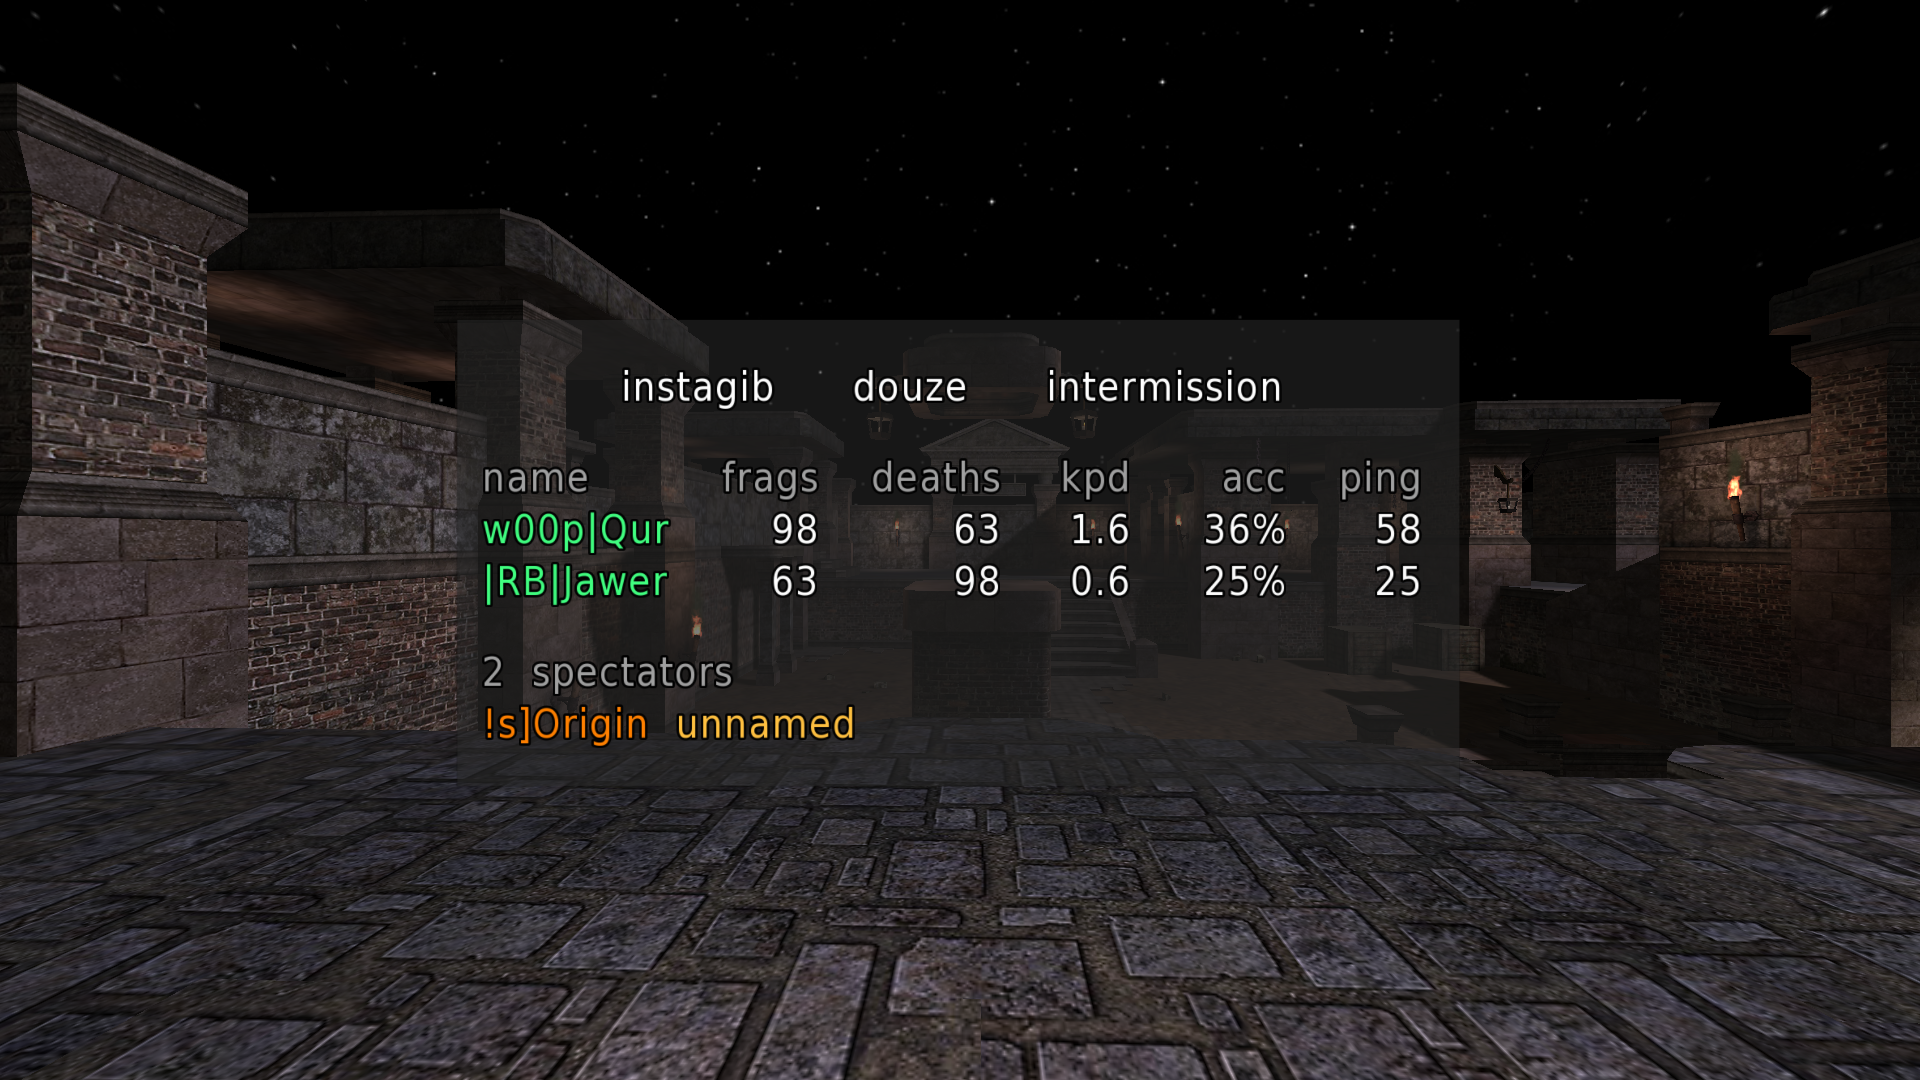 instagib douze intermission
name frags deaths kpd acc ping
w00p|Qur 98 63 1.6 36% 58
|RB|Jawer 63 98 0.6 25% 25
2 spectators
!s]Origin unnamed